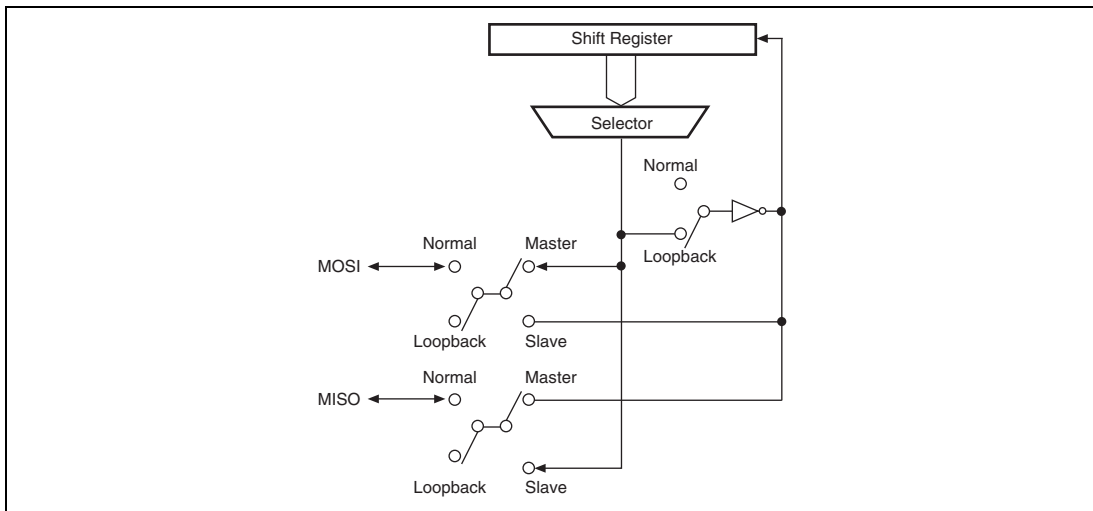 Shift Register
Selector
Normal
Loopback
Normal Master
MOSI
Loopback Slave
Normal Master
MISO
Loopback Slave